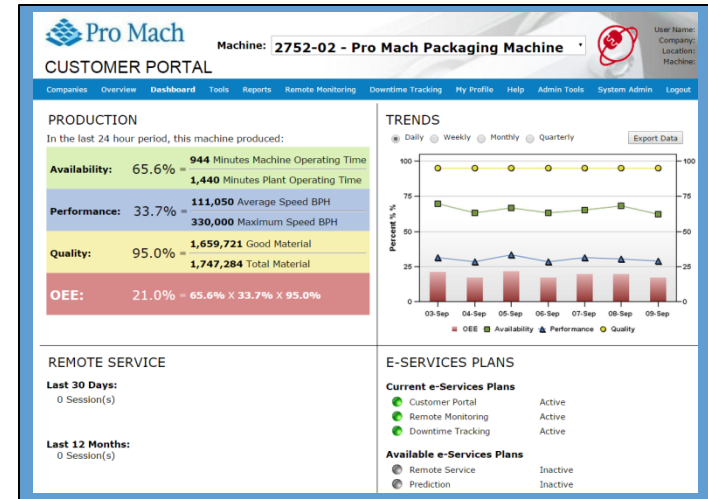 Pro Mach
CUSTOMER PORTAL
Machine: 2752-02 - Pro Mach Packaging Machine
User Name:
Company:
Location:
Machine:
Companies Overview Dashboard Tools Reports Remote Monitoring Downtime Tracking My Profile Help Admin Tools System Admin Logout
PRODUCTION
In the last 24 hour period, this machine produced:
Availability: 65.6% = 944 Minutes Machine Operating Time
1,440 Minutes Plant Operating Time
Performance: 33.7% = 111,050 Average Speed BPH
330,000 Maximum Speed BPH
Quality: 95.0% = 1,659,721 Good Material
1,747,284 Total Material
OEE: 21.0% = 65.6% X 33.7% X 95.0%
TRENDS
Daily Weekly Monthly Quarterly Export Data
Percent % %
100 100
75 75
50 50
25 25
0 0
03-Sep 04-Sep 05-Sep 06-Sep 07-Sep 08-Sep 09-Sep
OEE Availability Performance Quality
REMOTE SERVICE
Last 30 Days:
0 Session(s)
Last 12 Months:
0 Session(s)
E-SERVICES PLANS
Current e-Services Plans
Customer Portal Active
Remote Monitoring Active
Downtime Tracking Active
Available e-Services Plans
Remote Service Inactive
Prediction Inactive